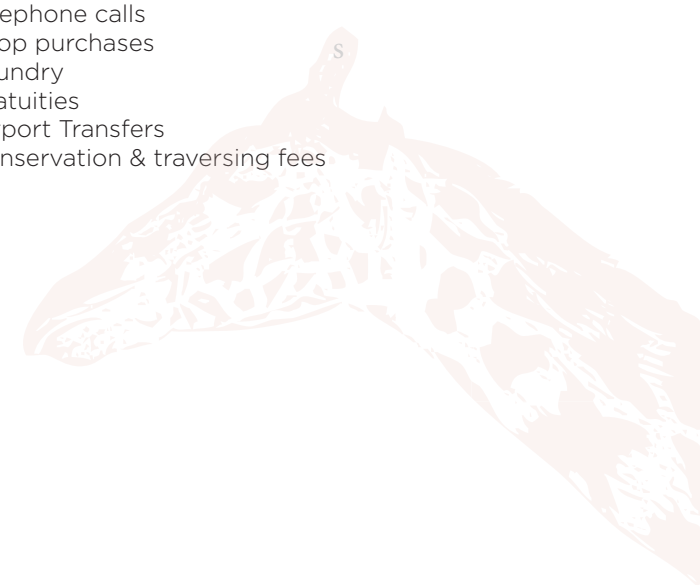 ephone calls
op purchases
undry
atuities
port Transfers
nservation & traversing fees
s